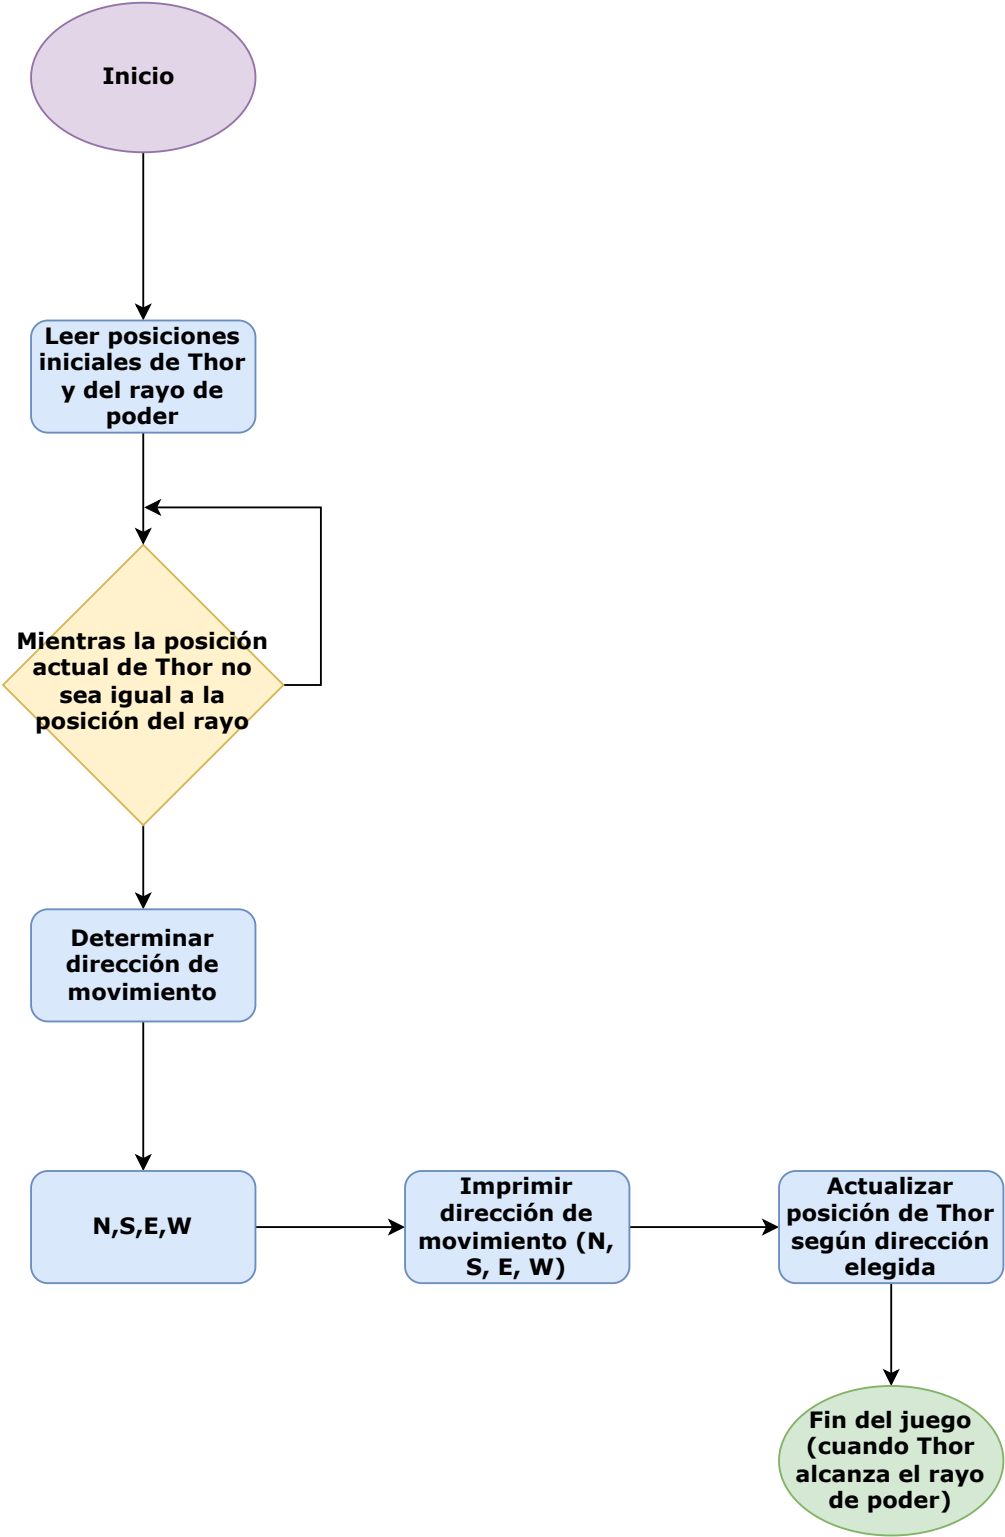 Inicio
Leer posiciones
iniciales de Thor
y del rayo de
poder
Mientras la posición
actual de Thor no
sea igual a la
posición del rayo
Determinar
dirección de
movimiento
N,S,E,W
Imprimir
dirección de
movimiento (N,
S, E, W)
Actualizar
posición de Thor
según dirección
elegida
Fin del juego
(cuando Thor
alcanza el rayo
de poder)